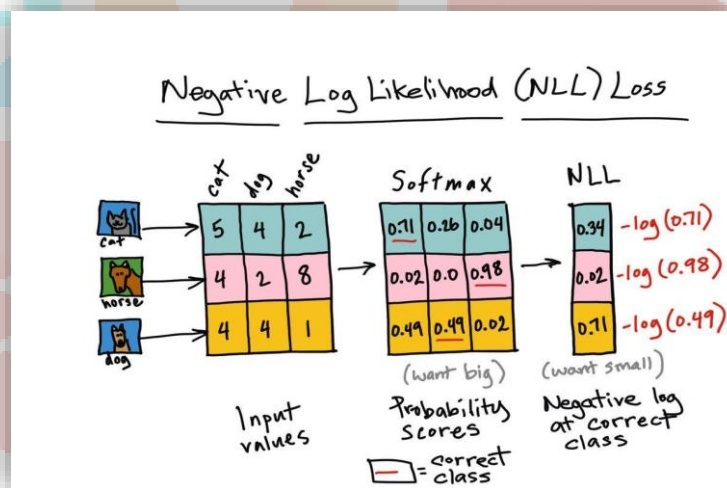 Negative Log Likelihood (NLL) Loss
cat dog horse
Softmax
NLL
cat
5 4 2
0.71 0.26 0.04
0.34 -log(0.71)
horse
4 2 8
0.02 0.0 0.98
0.02 -log(0.98)
dog
4 4 1
0.49 0.49 0.02
0.71 -log(0.49)
(want big)
(want small)
Input
values
Probability
scores
Negative log
at correct
class
= correct
class